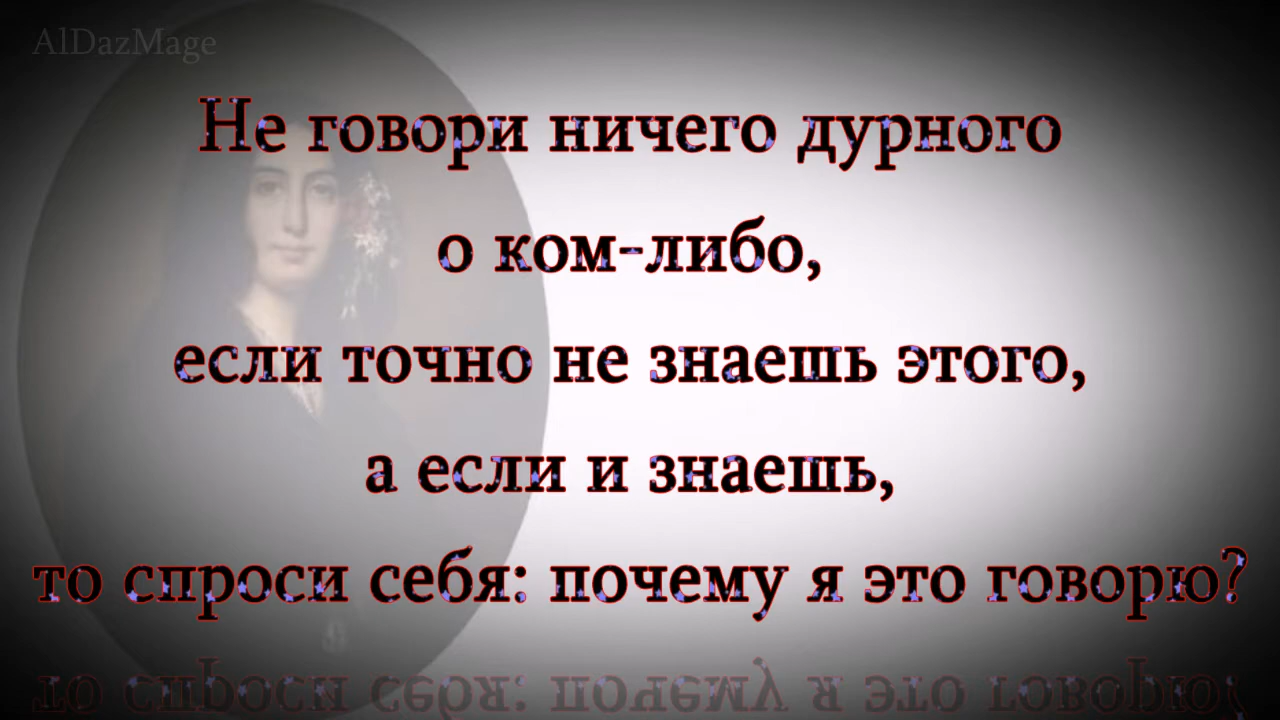 AlDazMage
Не говори ничего дурного
о ком-либо,
если точно не знаешь этого,
а если и знаешь,
то спроси себя: почему я это говорю?